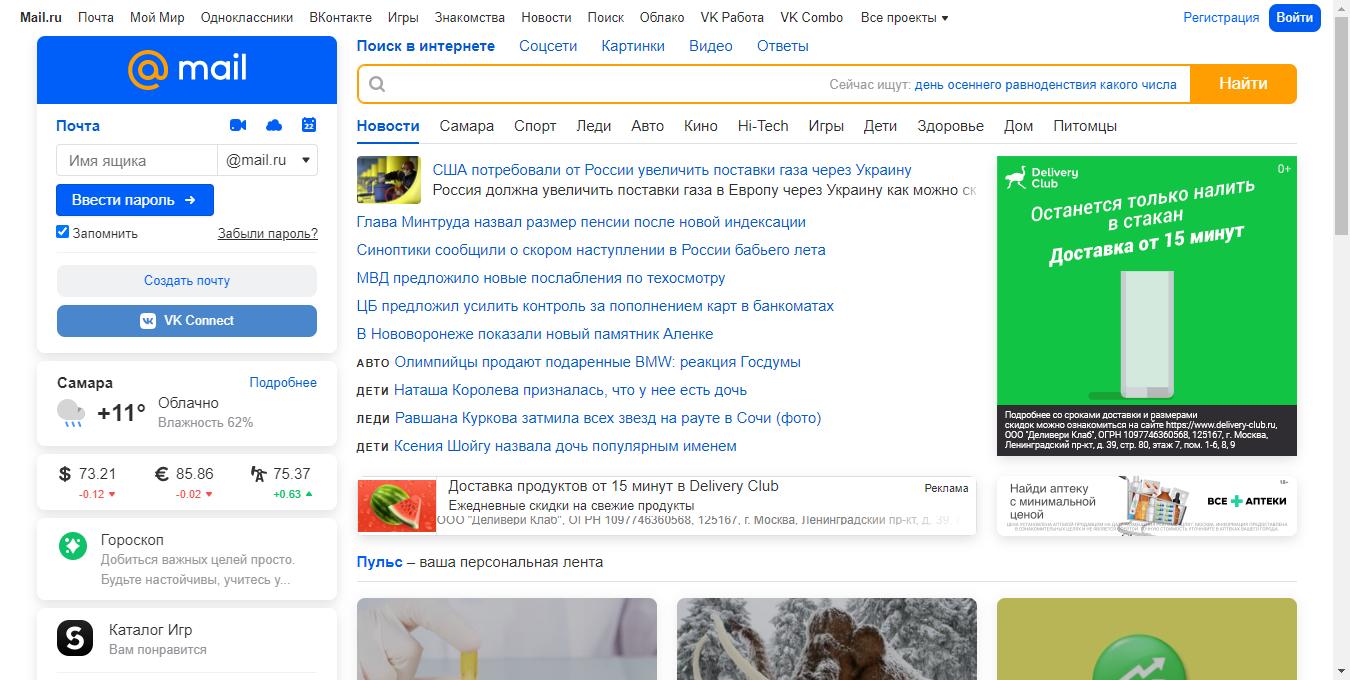 Mail.ru Почта Мой Мир Одноклассники ВКонтакте Игры Знакомства Новости Поиск Облако VK Работа VK Combo Все проекты Регистрация Войти
mail
Почта
22
Имя ящика @mail.ru
Ввести пароль
Запомнить Забыли пароль?
Создать почту
VK Connect
Самара Подробнее
+11° Облачно
Влажность 62%
$ 73.21 € 85.86 75.37
-0.12 -0.02 +0.63
Гороскоп
Добиться важных целей просто.
Будьте настойчивы, учитесь у...
Каталог Игр
Вам понравится
Поиск в интернете Соцсети Картинки Видео Ответы
Сейчас ищут: день осеннего равноденствия какого числа Найти
Новости Самара Спорт Леди Авто Кино Hi-Tech Игры Дети Здоровье Дом Питомцы
США потребовали от России увеличить поставки газа через Украину
Россия должна увеличить поставки газа в Европу через Украину как можно ск
Глава Минтруда назвал размер пенсии после новой индексации
Синоптики сообщили о скором наступлении в России бабьего лета
МВД предложило новые послабления по техосмотру
ЦБ предложил усилить контроль за пополнением карт в банкоматах
В Нововоронеже показали новый памятник Аленке
АВТО Олимпийцы продают подаренные BMW: реакция Госдумы
ДЕТИ Наташа Королева призналась, что у нее есть дочь
ЛЕДИ Равшана Куркова затмила всех звезд на рауте в Сочи (фото)
ДЕТИ Ксения Шойгу назвала дочь популярным именем
Доставка продуктов от 15 минут в Delivery Club Реклама
Ежедневные скидки на свежие продукты
ООО "Деливери Клаб", ОГРН 1097746360568, 125167, г. Москва, Ленинградский пр-кт, д. 39, г
Пульс – ваша персональная лента
Delivery
Club
0+
Останется только налить
в стакан
Доставка от 15 минут
Подробнее со сроками доставки и размерами
скидок можно ознакомиться на сайте https://www.delivery-club.ru,
ООО "Деливери Клаб", ОГРН 1097746360568, 125167, г. Москва,
Ленинградский пр-кт, д. 39, стр. 80, этаж 7, пом. 1-6, 8, 9
Найди аптеку
с минимальной
ценой
ВСЕ АПТЕКИ
18+